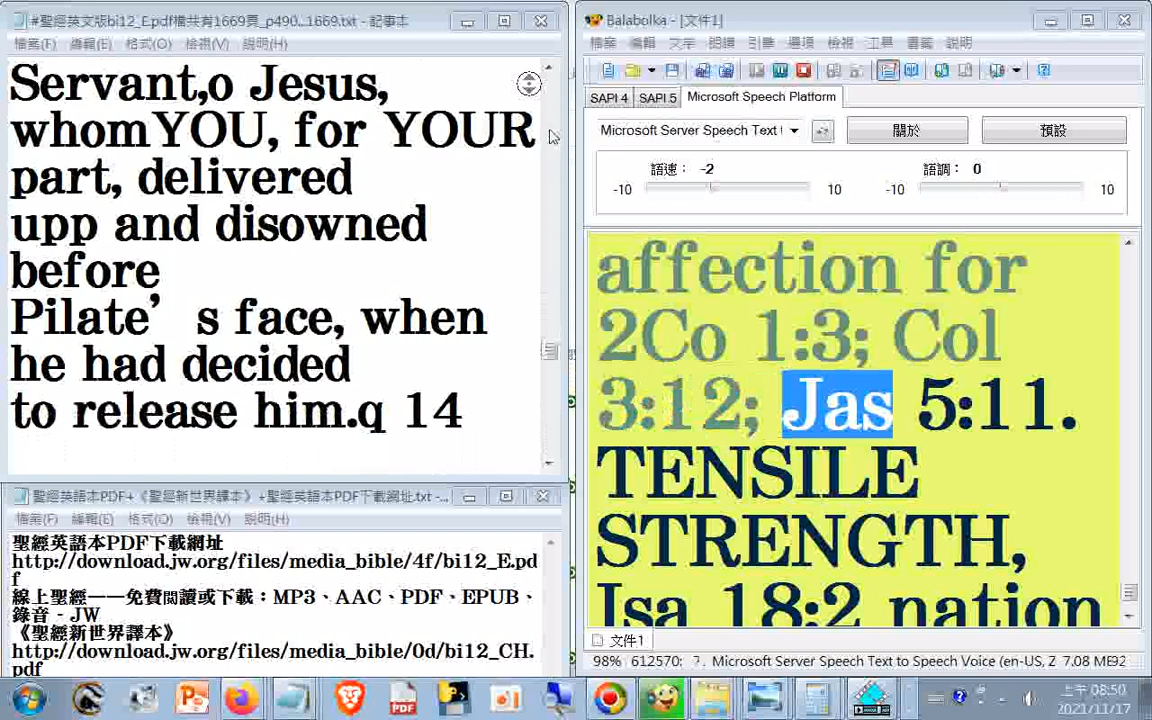 #聖經英文版bi12_E.pdf檔共有1669頁_p490...1669.txt - 記事本
檔案(F) 編輯(E) 格式(O) 檢視(V) 說明(H)
Servant,o Jesus,
whomYOU, for YOUR
part, delivered
upp and disowned
before
Pilate’s face, when
he had decided
to release him.q 14
聖經英語本PDF+《聖經新世界譯本》+聖經英語本PDF下載網址.txt - ...
檔案(F) 編輯(E) 格式(O) 檢視(V) 說明(H)
聖經英語本PDF下載網址
http://download.jw.org/files/media_bible/4f/bi12_E.pd
f
線上聖經——免費閱讀或下載：MP3、AAC、PDF、EPUB、
錄音 - JW
《聖經新世界譯本》
http://download.jw.org/files/media_bible/0d/bi12_CH.
pdf
Balabolka - [文件1]
檔案 編輯 文字 朗讀 引擎 選項 檢視 工具 書籤 說明
SAPI 4 SAPI 5 Microsoft Speech Platform
Microsoft Server Speech Text
關於 預設
語速： -2 語調： 0
-10 10 -10 10
affection for
2Co 1:3; Col
3:12; Jas 5:11.
TENSILE
STRENGTH,
Isa 18:2 nation
文件1
98% 612570: Microsoft Server Speech Text to Speech Voice (en-US, Z 7.08 ME92
上午 08:50
2021/11/17